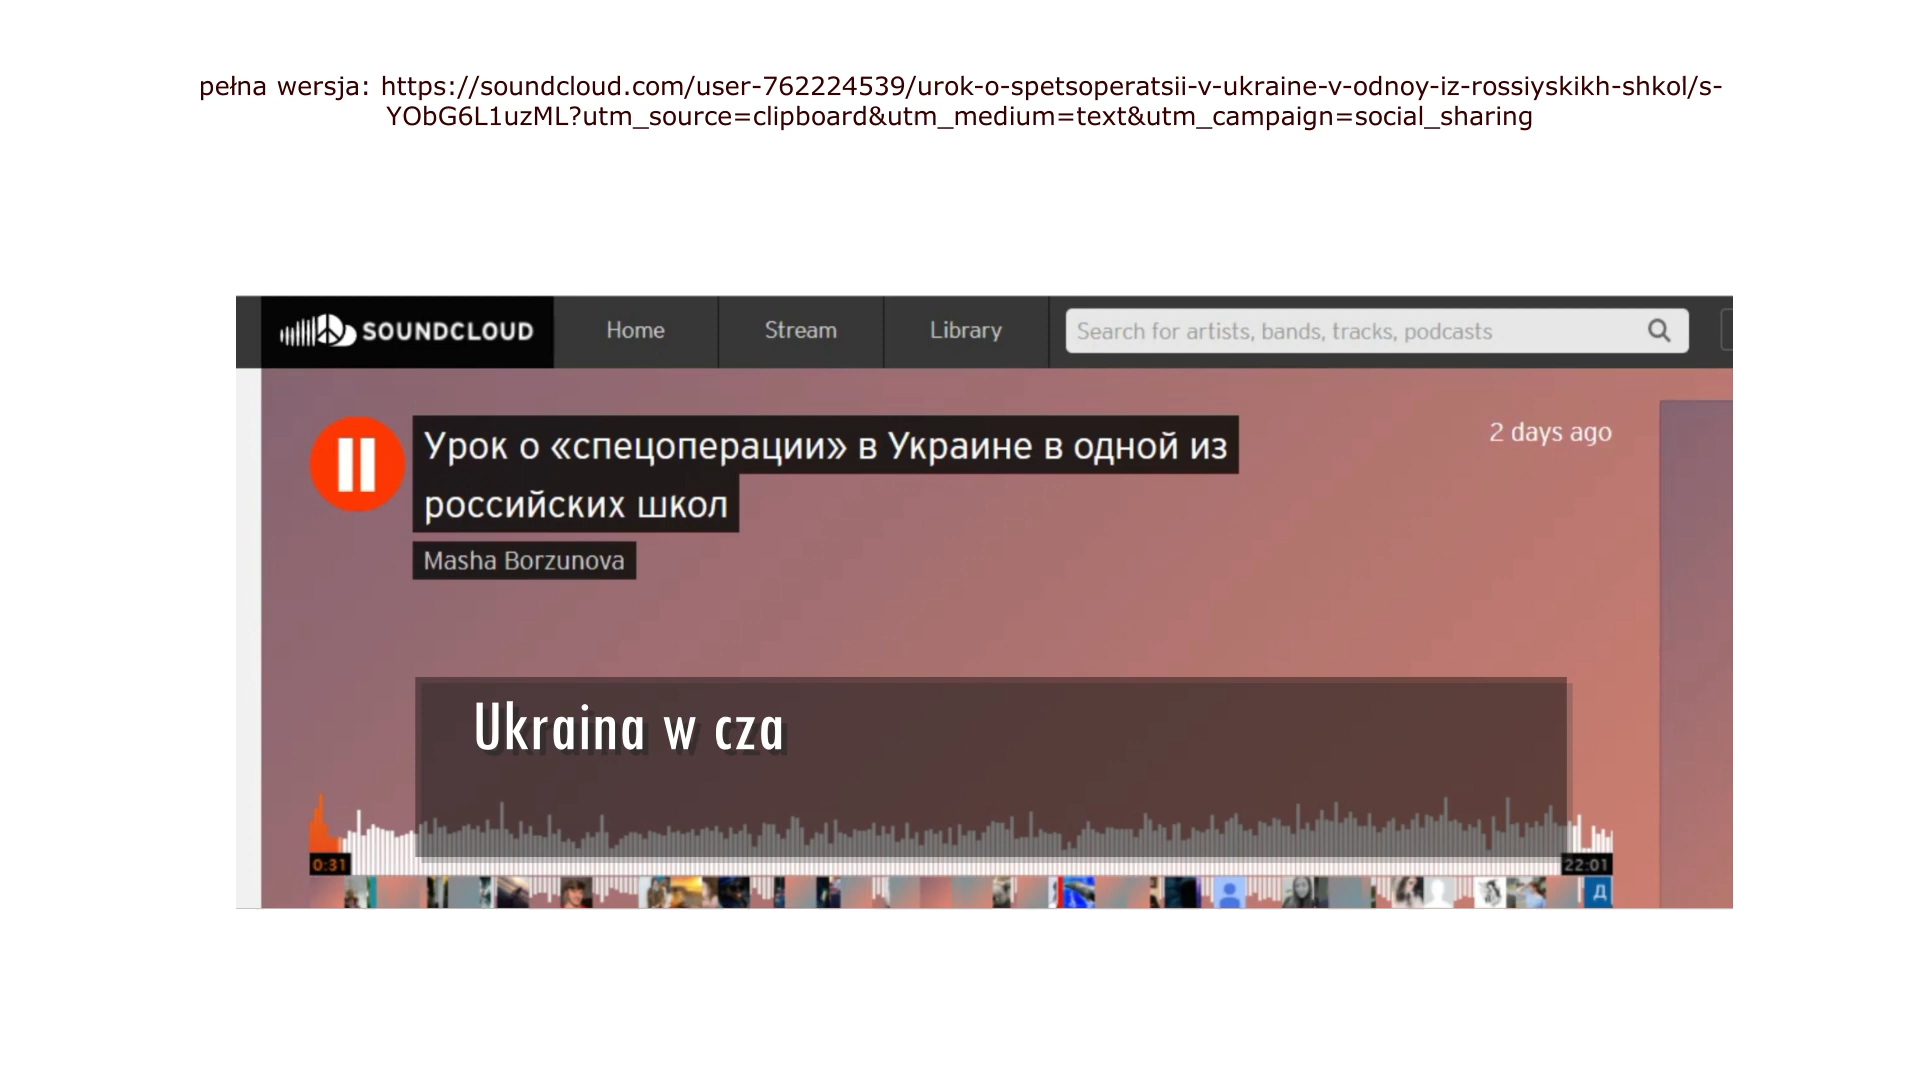 pełna wersja: https://soundcloud.com/user-762224539/urok-o-spetsoperatsii-v-ukraine-v-odnoy-iz-rossiyskikh-shkol/s-
YObG6L1uzML?utm_source=clipboard&utm_medium=text&utm_campaign=social_sharing
SOUNDCLOUD Home Stream Library Search for artists, bands, tracks, podcasts
Урок о «спецоперации» в Украине в одной из
российских школ
2 days ago
Masha Borzunova
Ukraina w cza
0:31 22:01
Д